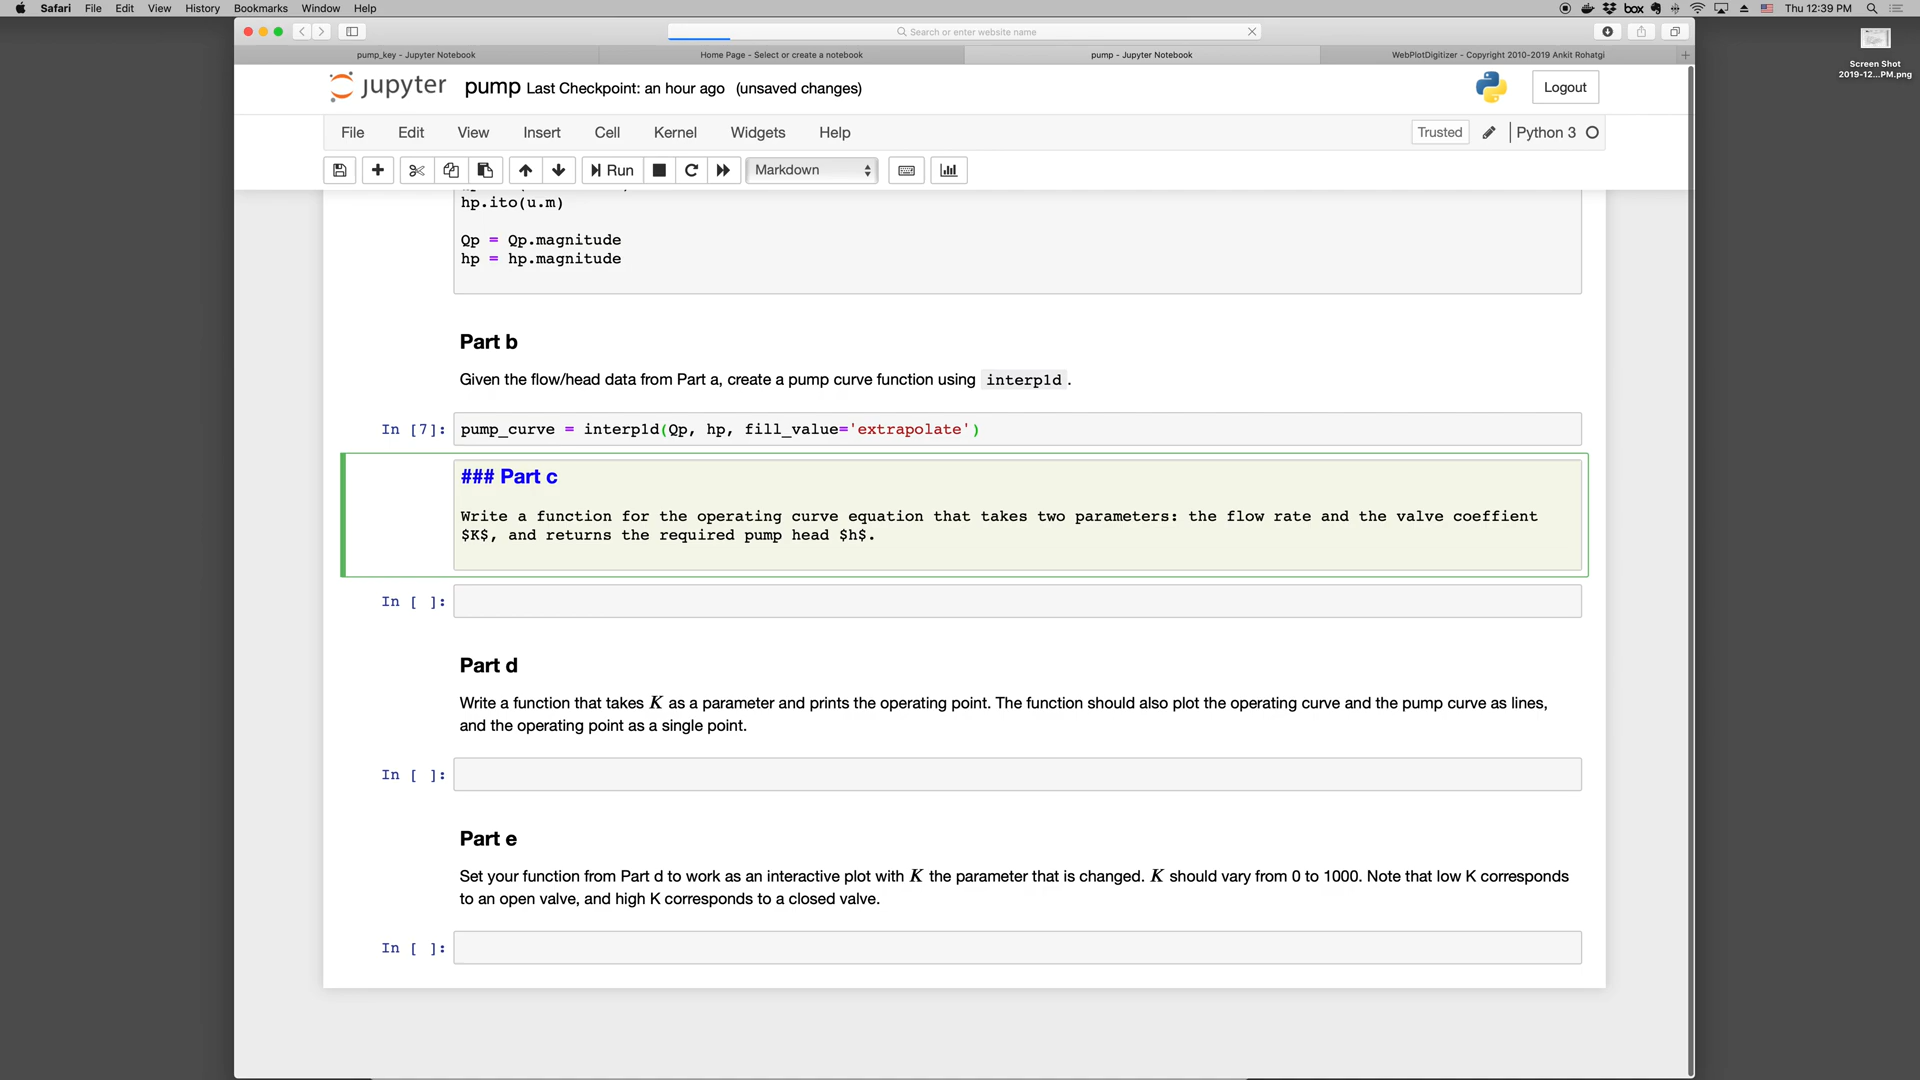 Safari File Edit View History Bookmarks Window Help
box Thu 12:39 PM
Search or enter website name
pump_key - Jupyter Notebook
Home Page - Select or create a notebook
pump - Jupyter Notebook
WebPlotDigitizer - Copyright 2010-2019 Ankit Rohatgi
Screen Shot
2019-12...PM.png
jupyter pump Last Checkpoint: an hour ago (unsaved changes)
Logout
File Edit View Insert Cell Kernel Widgets Help
Trusted Python 3
Run Markdown
hp.ito(u.m)
Qp = Qp.magnitude
hp = hp.magnitude
Part b
Given the flow/head data from Part a, create a pump curve function using interp1d.
In [7]: pump_curve = interp1d(Qp, hp, fill_value='extrapolate')
### Part c
Write a function for the operating curve equation that takes two parameters: the flow rate and the valve coeffient
$K$, and returns the required pump head $h$.
In [ ]:
Part d
Write a function that takes K as a parameter and prints the operating point. The function should also plot the operating curve and the pump curve as lines,
and the operating point as a single point.
In [ ]:
Part e
Set your function from Part d to work as an interactive plot with K the parameter that is changed. K should vary from 0 to 1000. Note that low K corresponds
to an open valve, and high K corresponds to a closed valve.
In [ ]: